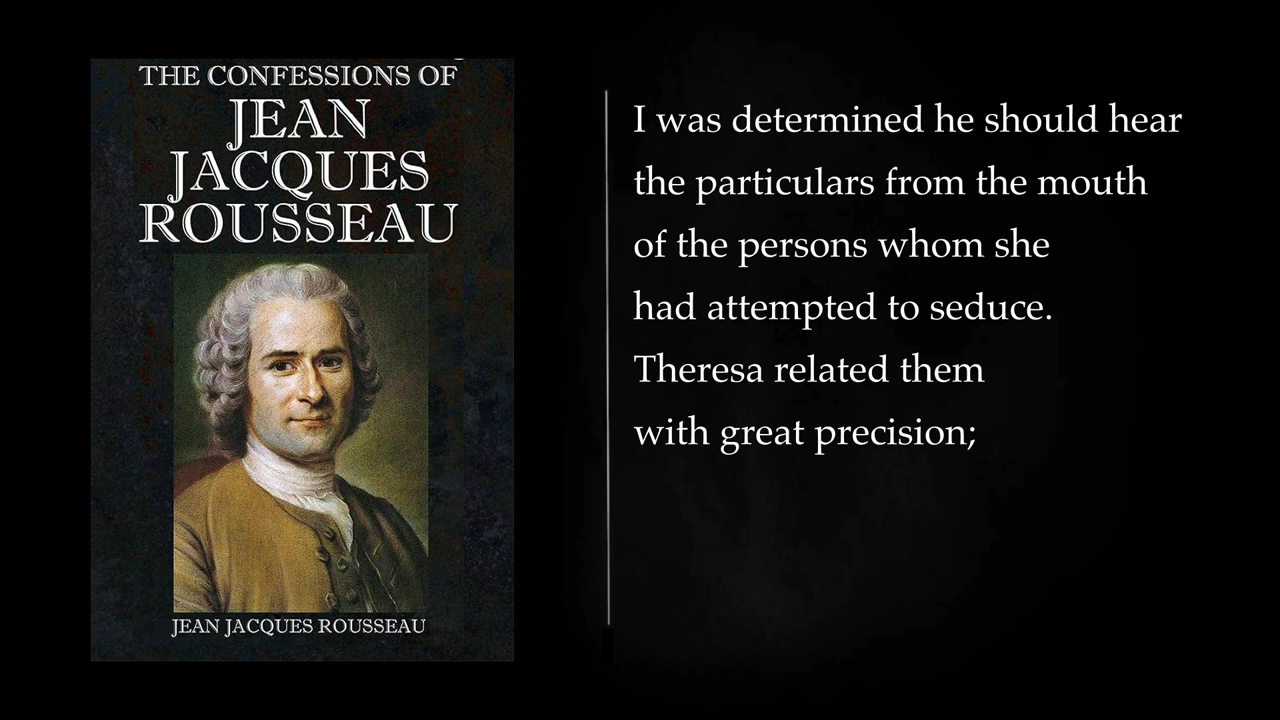 THE CONFESSIONS OF
JEAN
JACQUES
ROUSSEAU
JEAN JACQUES ROUSSEAU
I was determined he should hear
the particulars from the mouth
of the persons whom she
had attempted to seduce.
Theresa related them
with great precision;